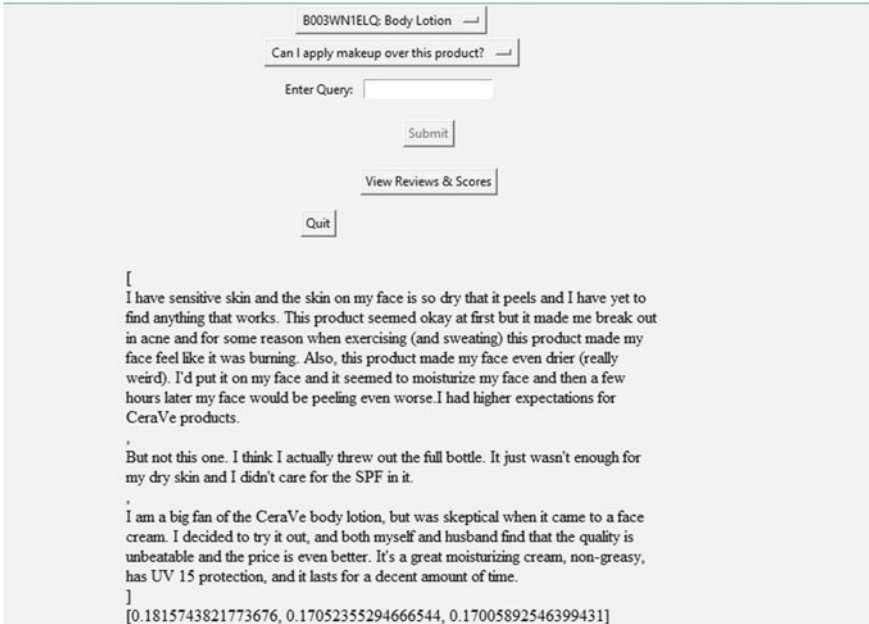 B003WN1ELQ: Body Lotion
Can I apply makeup over this product?
Enter Query:
Submit
View Reviews & Scores
Quit
[
I have sensitive skin and the skin on my face is so dry that it peels and I have yet to
find anything that works. This product seemed okay at first but it made me break out
in acne and for some reason when exercising (and sweating) this product made my
face feel like it was burning. Also, this product made my face even drier (really
weird). I'd put it on my face and it seemed to moisturize my face and then a few
hours later my face would be peeling even worse.I had higher expectations for
CeraVe products.
,
But not this one. I think I actually threw out the full bottle. It just wasn't enough for
my dry skin and I didn't care for the SPF in it.
,
I am a big fan of the CeraVe body lotion, but was skeptical when it came to a face
cream. I decided to try it out, and both myself and husband find that the quality is
unbeatable and the price is even better. It's a great moisturizing cream, non-greasy,
has UV 15 protection, and it lasts for a decent amount of time.
]
[0.1815743821773676, 0.17052355294666544, 0.17005892546399431]